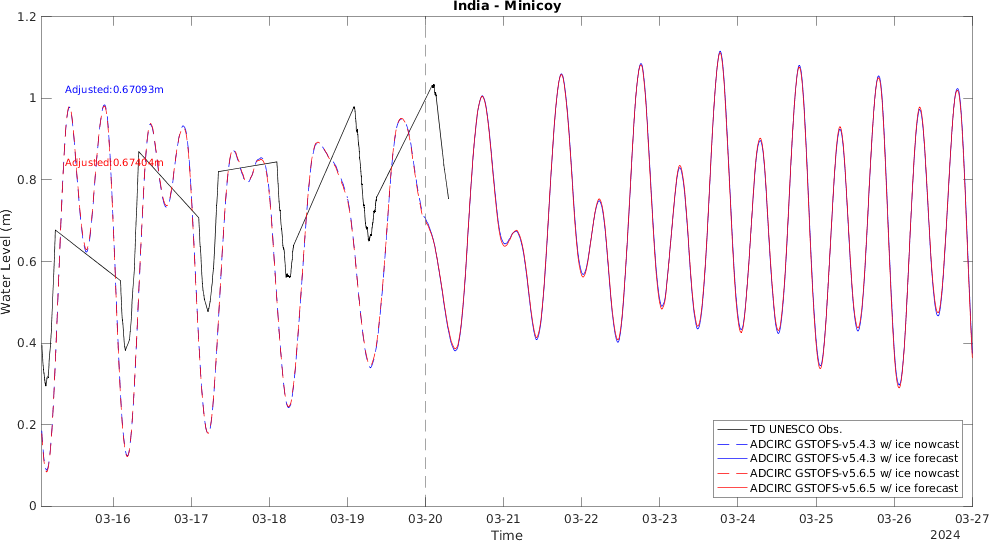 India - Minicoy
1.2
1
0.8
0.6
0.4
0.2
0
Water Level (m)
Adjusted:0.67093m
Adjusted:0.67404m
TD UNESCO Obs.
ADCIRC GSTOFS-v5.4.3 w/ ice nowcast
ADCIRC GSTOFS-v5.4.3 w/ ice forecast
ADCIRC GSTOFS-v5.6.5 w/ ice nowcast
ADCIRC GSTOFS-v5.6.5 w/ ice forecast
03-16 03-17 03-18 03-19 03-20 03-21 03-22 03-23 03-24 03-25 03-26 03-27
Time
2024